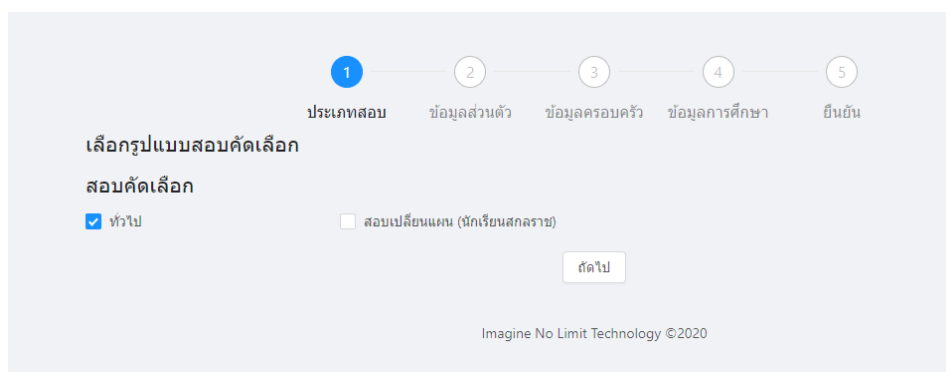 1 2 3 4 5
ประเภทสอบ ข้อมูลส่วนตัว ข้อมูลครอบครัว ข้อมูลการศึกษา ยืนยัน
เลือกรูปแบบสอบคัดเลือก
สอบคัดเลือก
ทั่วไป สอบเปลี่ยนแผน (นักเรียนสกลราช)
ถัดไป
Imagine No Limit Technology ©2020